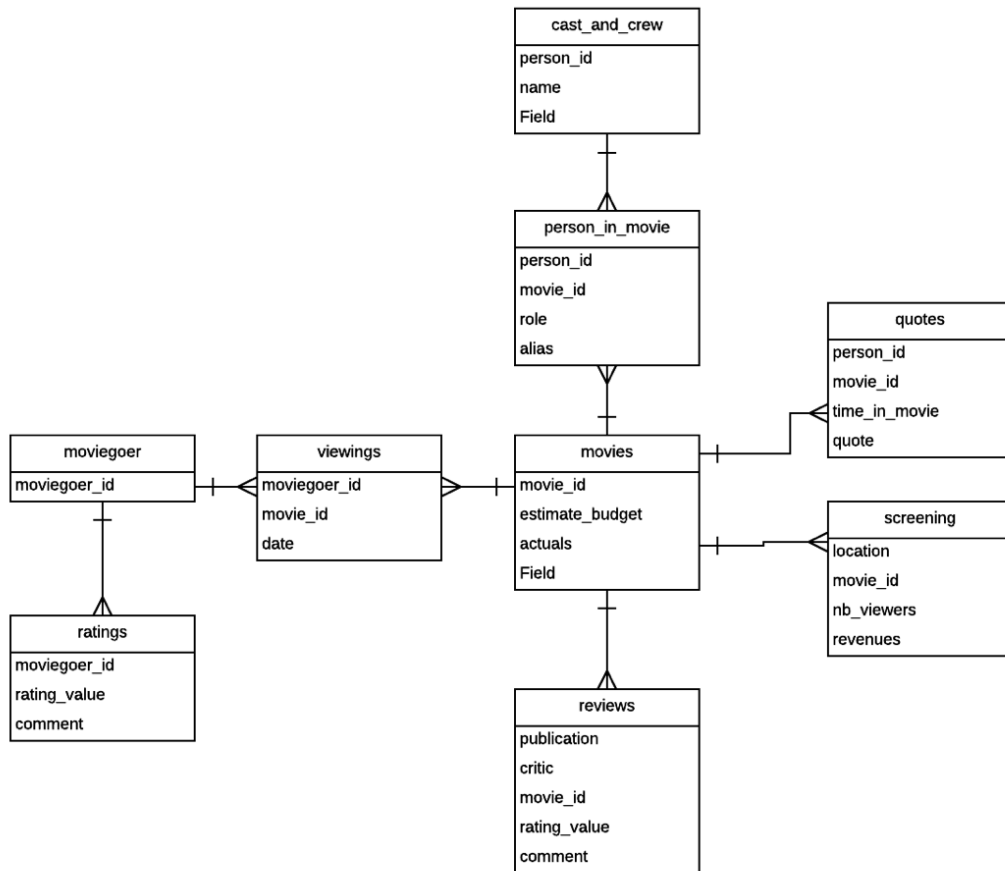 cast_and_crew
person_id
name
Field
person_in_movie
person_id
movie_id
role
alias
quotes
person_id
movie_id
time_in_movie
quote
moviegoer
moviegoer_id
viewings
moviegoer_id
movie_id
date
movies
movie_id
estimate_budget
actuals
Field
screening
location
movie_id
nb_viewers
revenues
ratings
moviegoer_id
rating_value
comment
reviews
publication
critic
movie_id
rating_value
comment